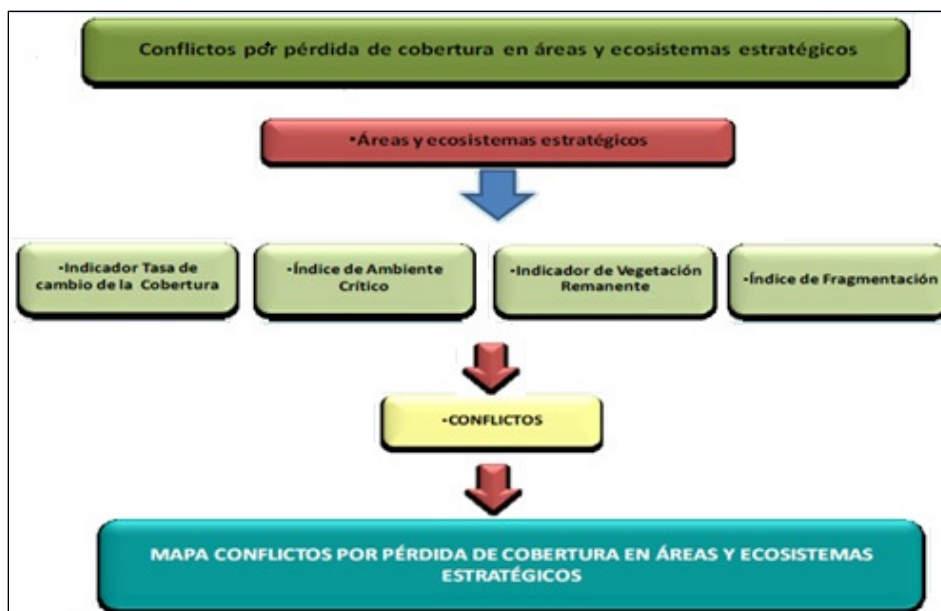 Conflictos por pérdida de cobertura en áreas y ecosistemas estratégicos
•Áreas y ecosistemas estratégicos
•Indicador Tasa de
cambio de la Cobertura
•Índice de Ambiente
Crítico
•Indicador de Vegetación
Remanente
•Índice de Fragmentación
•CONFLICTOS
MAPA CONFLICTOS POR PÉRDIDA DE COBERTURA EN ÁREAS Y ECOSISTEMAS
ESTRATÉGICOS